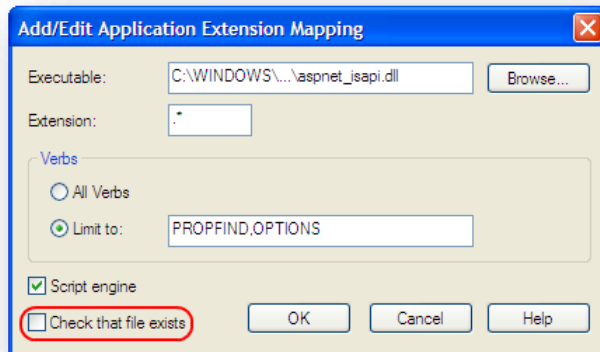 Add/Edit Application Extension Mapping
Executable: C:\WINDOWS\...\aspnet_isapi.dll Browse...
Extension: .*
Verbs
All Verbs
Limit to: PROPFIND,OPTIONS
Script engine
Check that file exists OK Cancel Help